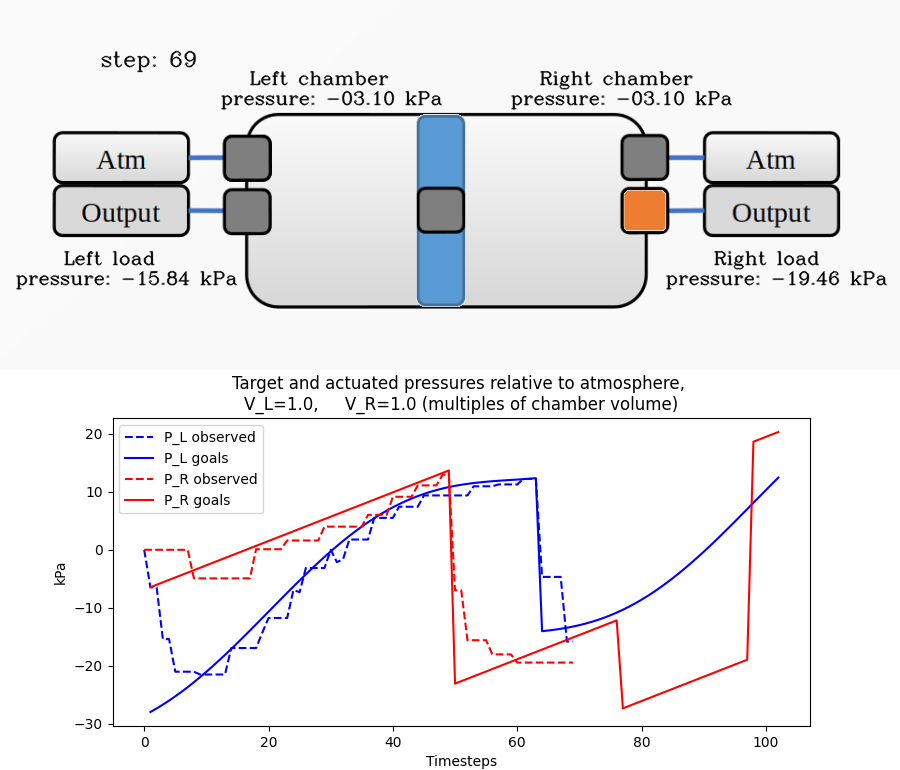 step: 69
Left chamber
pressure: −03.10 kPa
Right chamber
pressure: −03.10 kPa
Atm
Output
Atm
Output
Left load
pressure: −15.84 kPa
Right load
pressure: −19.46 kPa
Target and actuated pressures relative to atmosphere,
V_L=1.0, V_R=1.0 (multiples of chamber volume)
P_L observed
P_L goals
P_R observed
P_R goals
20
10
0
−10
−20
−30
kPa
0 20 40 60 80 100
Timesteps